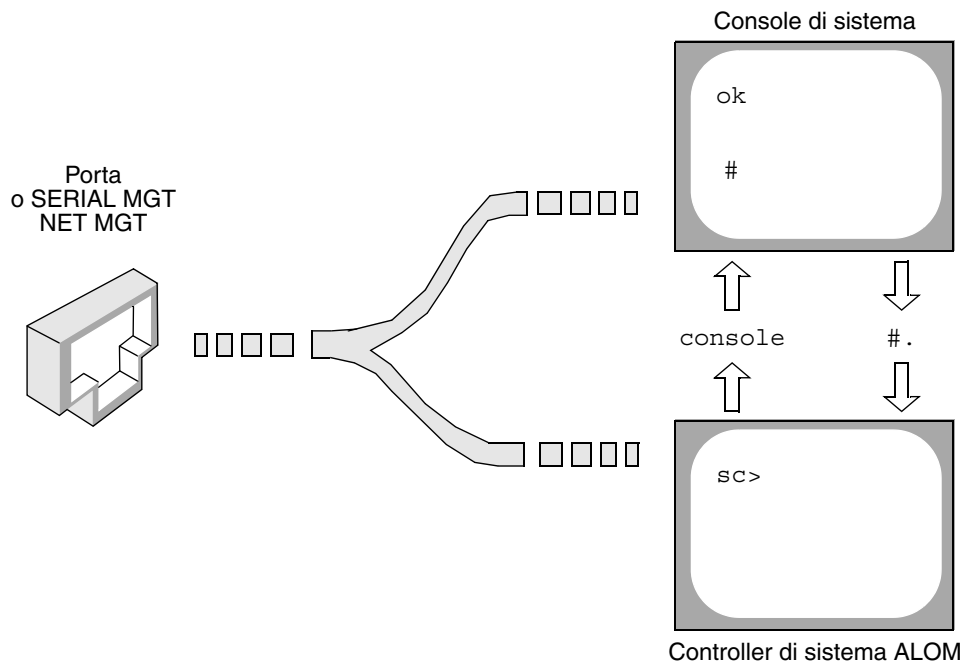 Console di sistema
ok
#
Porta
o SERIAL MGT
NET MGT
console
#.
sc>
Controller di sistema ALOM